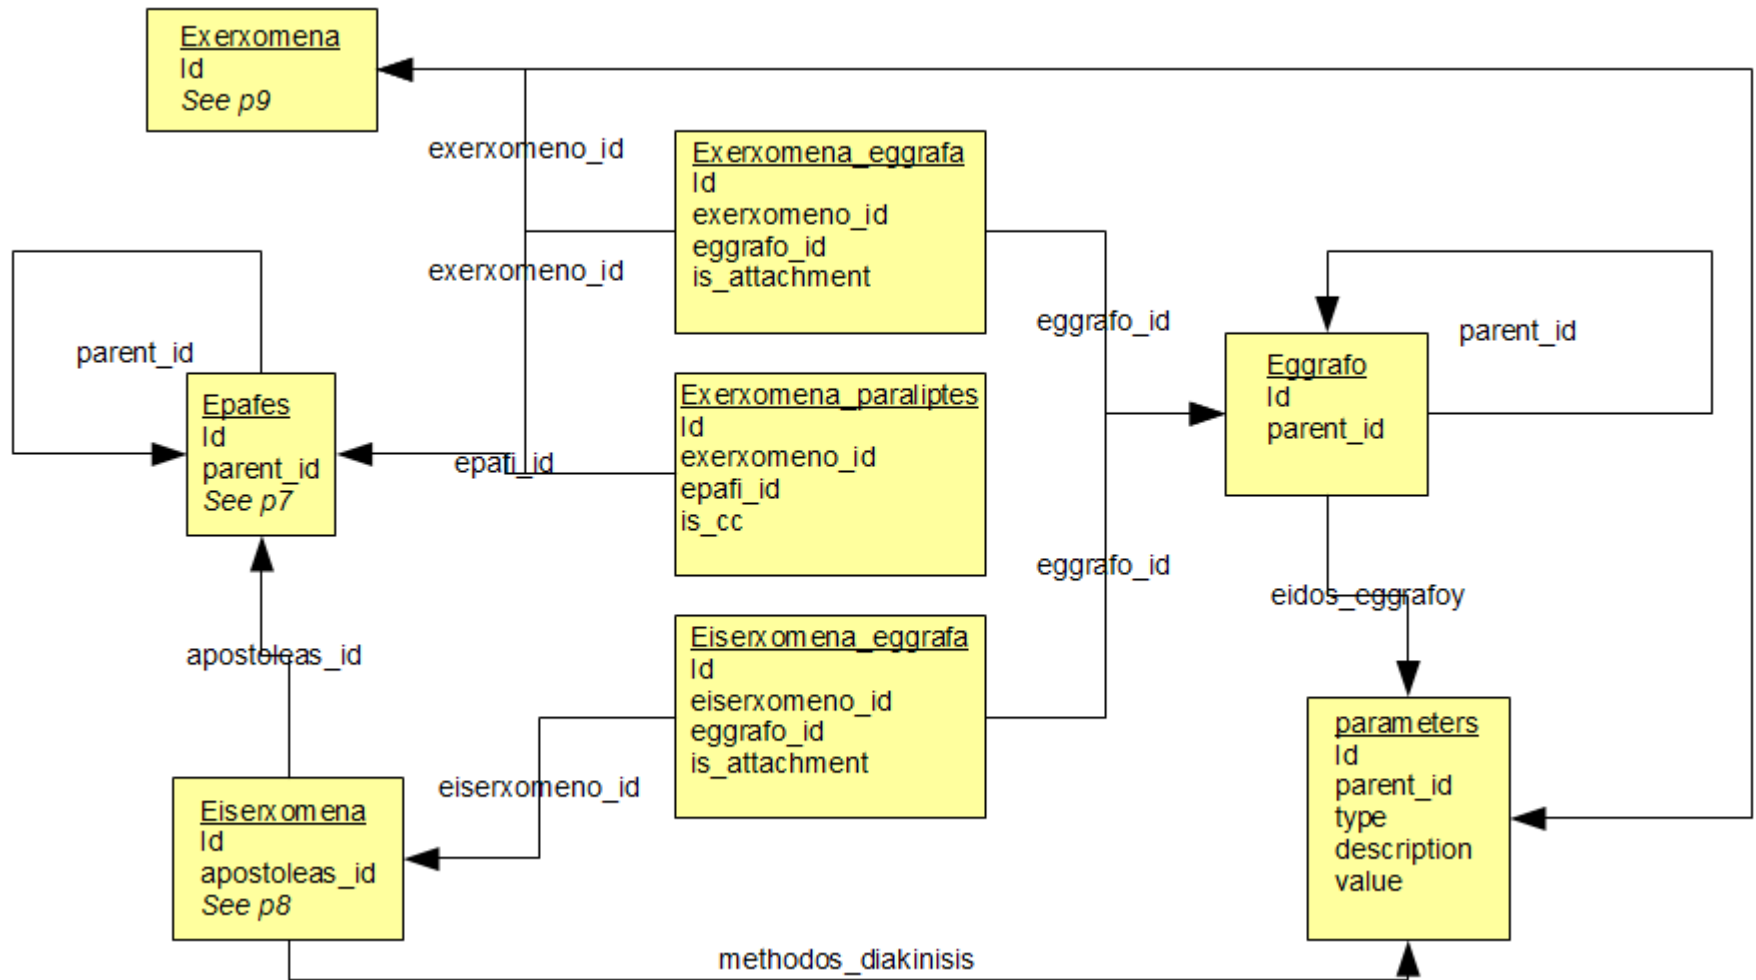 Exerxomena
Id
See p9
exerxomeno_id
Exerxomena_eggrafa
Id
exerxomeno_id
eggrafo_id
is_attachment
exerxomeno_id
eggrafo_id
parent_id
parent_id
Eggrafo
Id
parent_id
Epafes
Id
parent_id
See p7
epafi_id
Exerxomena_paraliptes
Id
exerxomeno_id
epafi_id
is_cc
eggrafo_id
eidos_eggrafoy
apostoleas_id
Eiserxomena_eggrafa
Id
eiserxomeno_id
eggrafo_id
is_attachment
eiserxomeno_id
parameters
Id
parent_id
type
description
value
Eiserxomena
Id
apostoleas_id
See p8
methodos_diakinisis